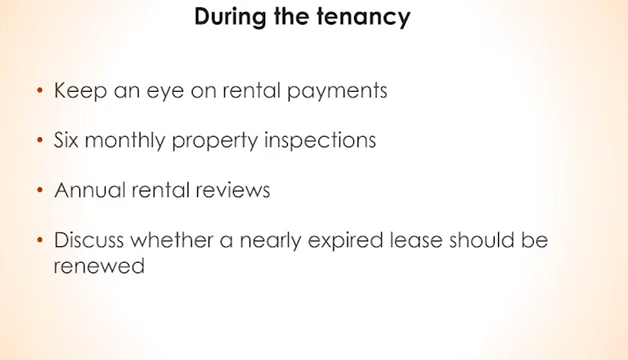 During the tenancy
• Keep an eye on rental payments
• Six monthly property inspections
• Annual rental reviews
• Discuss whether a nearly expired lease should be
renewed